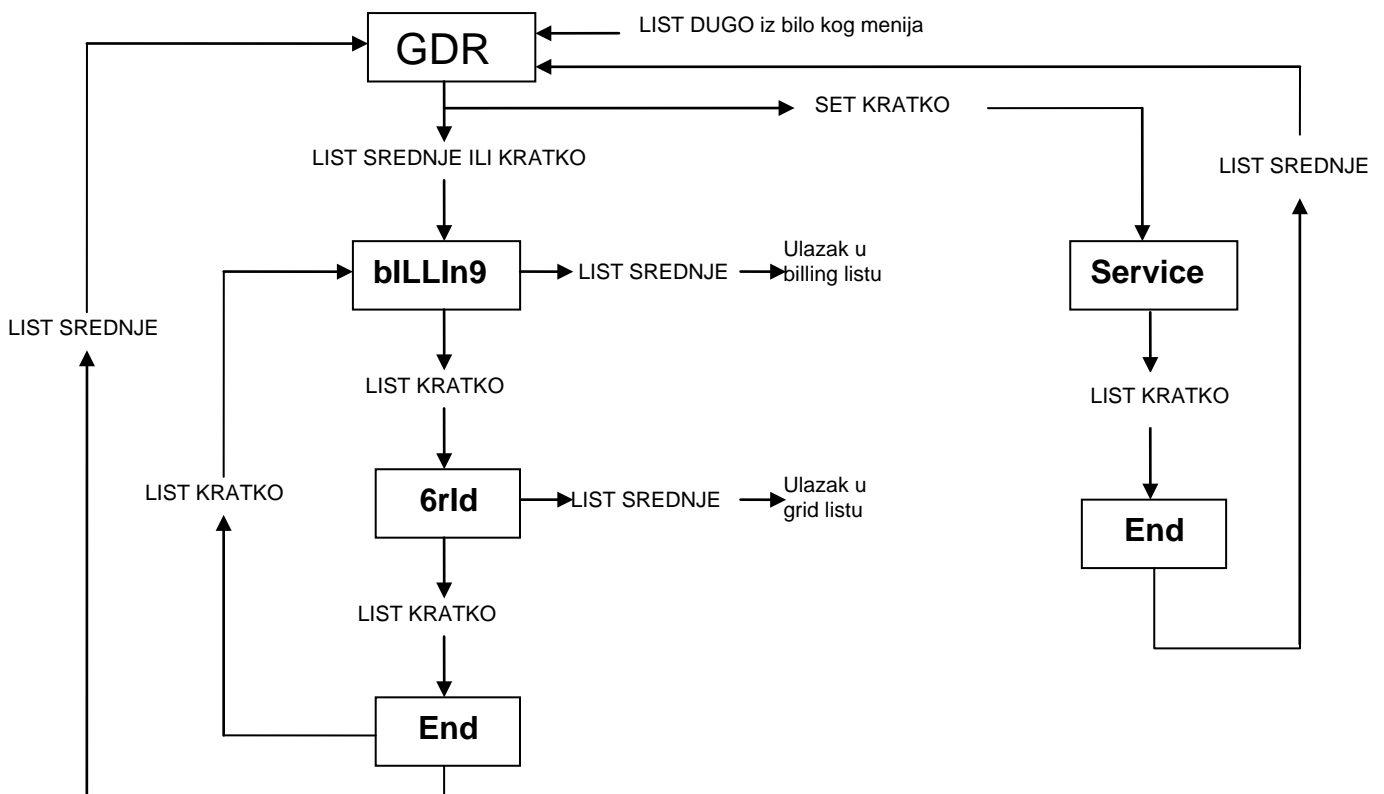 LIST DUGO iz bilo kog menija
GDR
SET KRATKO
LIST SREDNJE ILI KRATKO
LIST SREDNJE
bILLIn9
LIST SREDNJE
Ulazak u
billing listu
Service
LIST SREDNJE
LIST KRATKO
LIST KRATKO
6rId
LIST SREDNJE
Ulazak u
grid listu
LIST KRATKO
End
LIST KRATKO
End